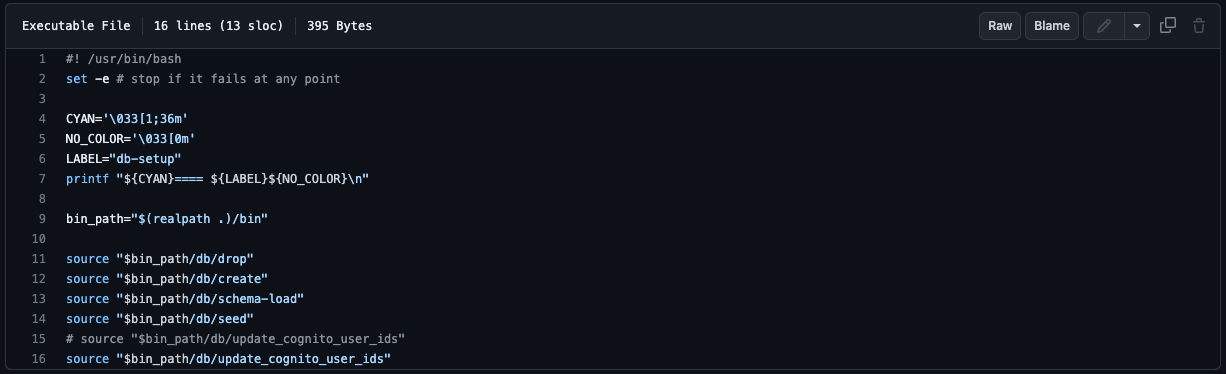 Executable File 16 lines (13 sloc) 395 Bytes Raw Blame
1 #! /usr/bin/bash
2 set -e # stop if it fails at any point
3
4 CYAN='\033[1;36m'
5 NO_COLOR='\033[0m'
6 LABEL="db-setup"
7 printf "${CYAN}==== ${LABEL}${NO_COLOR}\n"
8
9 bin_path="$(realpath .)/bin"
10
11 source "$bin_path/db/drop"
12 source "$bin_path/db/create"
13 source "$bin_path/db/schema-load"
14 source "$bin_path/db/seed"
15 # source "$bin_path/db/update_cognito_user_ids"
16 source "$bin_path/db/update_cognito_user_ids"